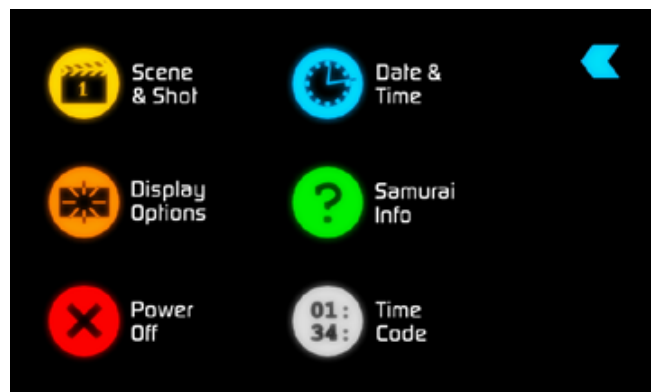 1
Scene
& Shot
Date &
Time
Display
Options
?
Samurai
Info
Power
Off
01:
34:
Time
Code